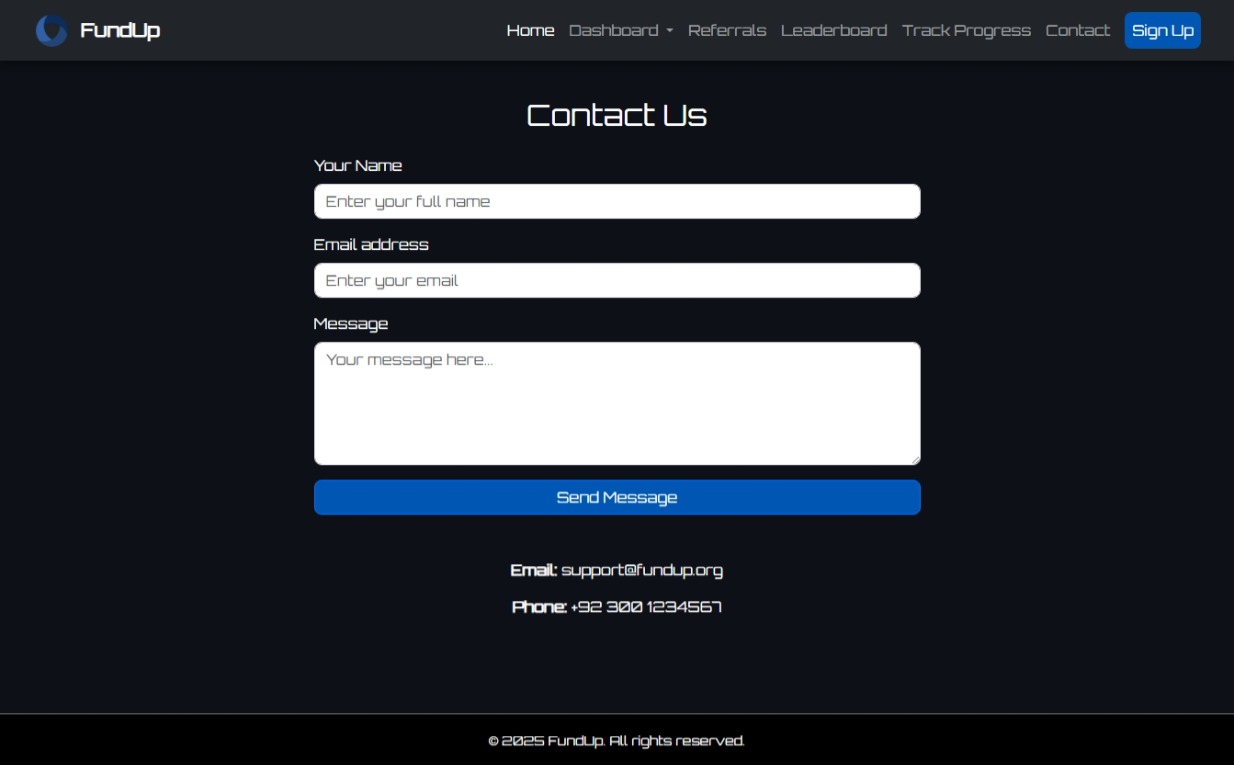 FundUp Home Dashboard Referrals Leaderboard Track Progress Contact Sign Up
Contact Us
Your Name
Enter your full name
Email address
Enter your email
Message
Your message here...
Send Message
Email: support@fundup.org
Phone: +92 300 1234567
© 2025 FundUp. All rights reserved.